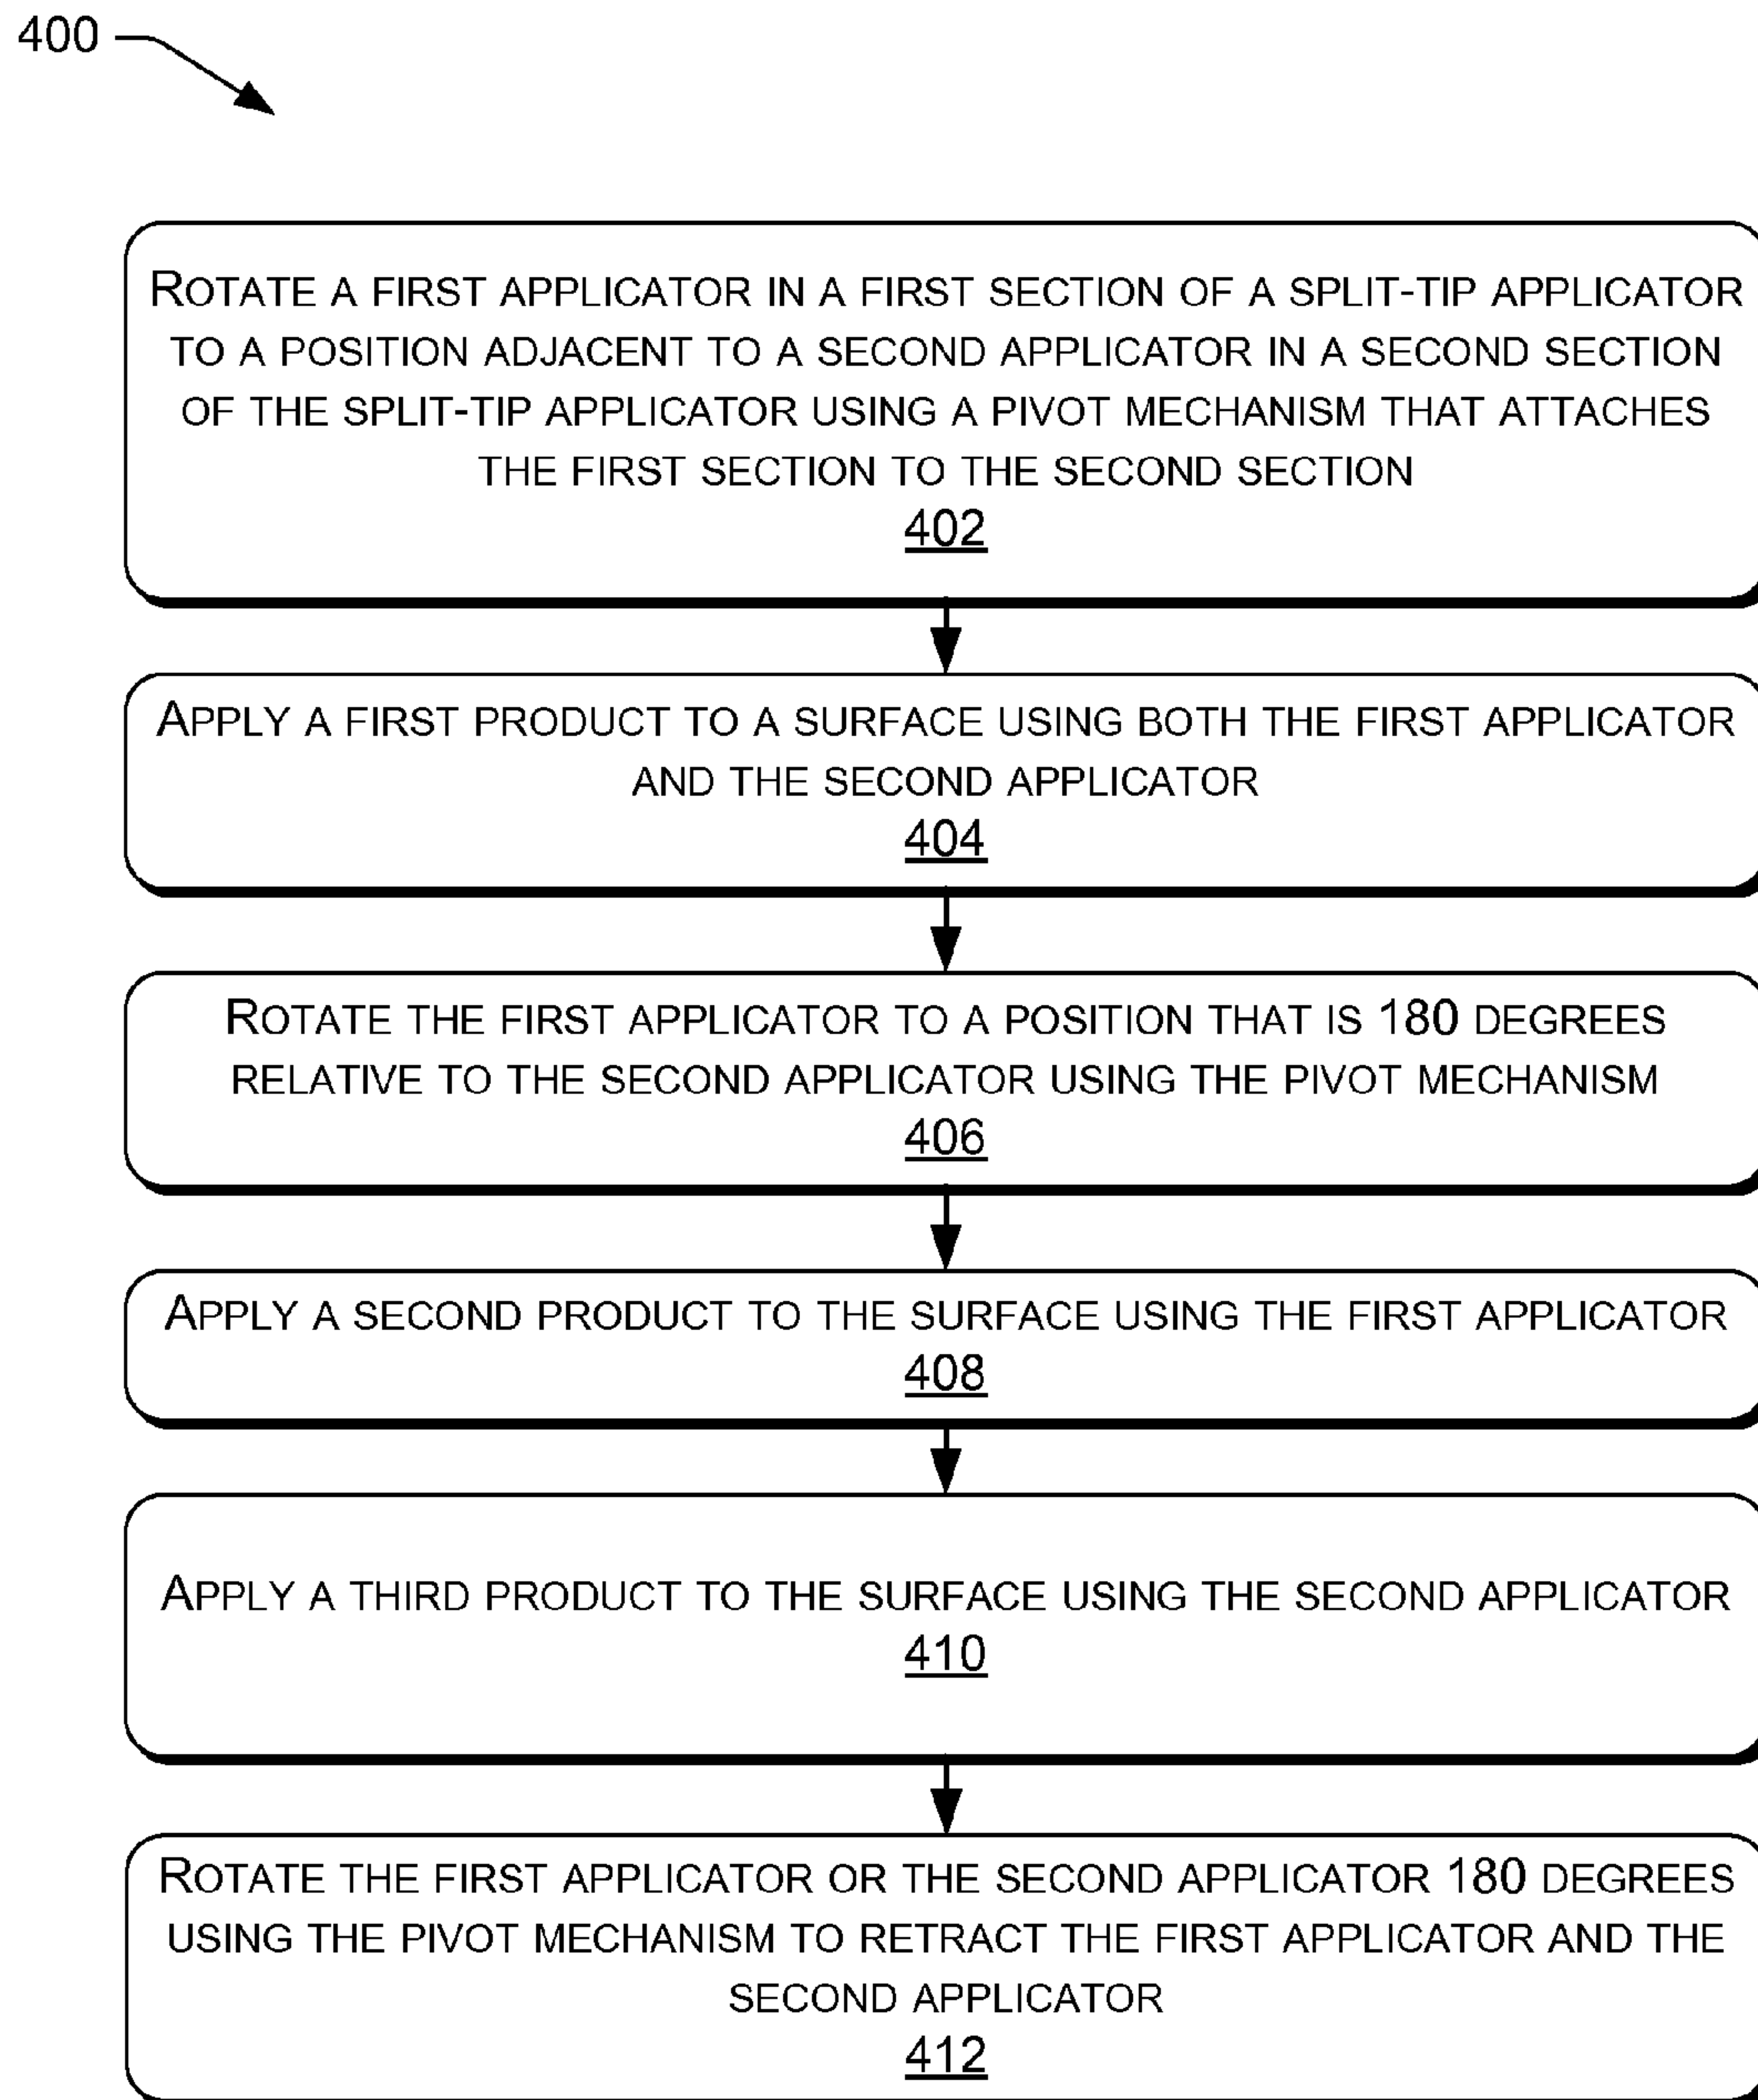 400
ROTATE A FIRST APPLICATOR IN A FIRST SECTION OF A SPLIT-TIP APPLICATOR
TO A POSITION ADJACENT TO A SECOND APPLICATOR IN A SECOND SECTION
OF THE SPLIT-TIP APPLICATOR USING A PIVOT MECHANISM THAT ATTACHES
THE FIRST SECTION TO THE SECOND SECTION
402
APPLY A FIRST PRODUCT TO A SURFACE USING BOTH THE FIRST APPLICATOR
AND THE SECOND APPLICATOR
404
ROTATE THE FIRST APPLICATOR TO A POSITION THAT IS 180 DEGREES
RELATIVE TO THE SECOND APPLICATOR USING THE PIVOT MECHANISM
406
APPLY A SECOND PRODUCT TO THE SURFACE USING THE FIRST APPLICATOR
408
APPLY A THIRD PRODUCT TO THE SURFACE USING THE SECOND APPLICATOR
410
ROTATE THE FIRST APPLICATOR OR THE SECOND APPLICATOR 180 DEGREES
USING THE PIVOT MECHANISM TO RETRACT THE FIRST APPLICATOR AND THE
SECOND APPLICATOR
412